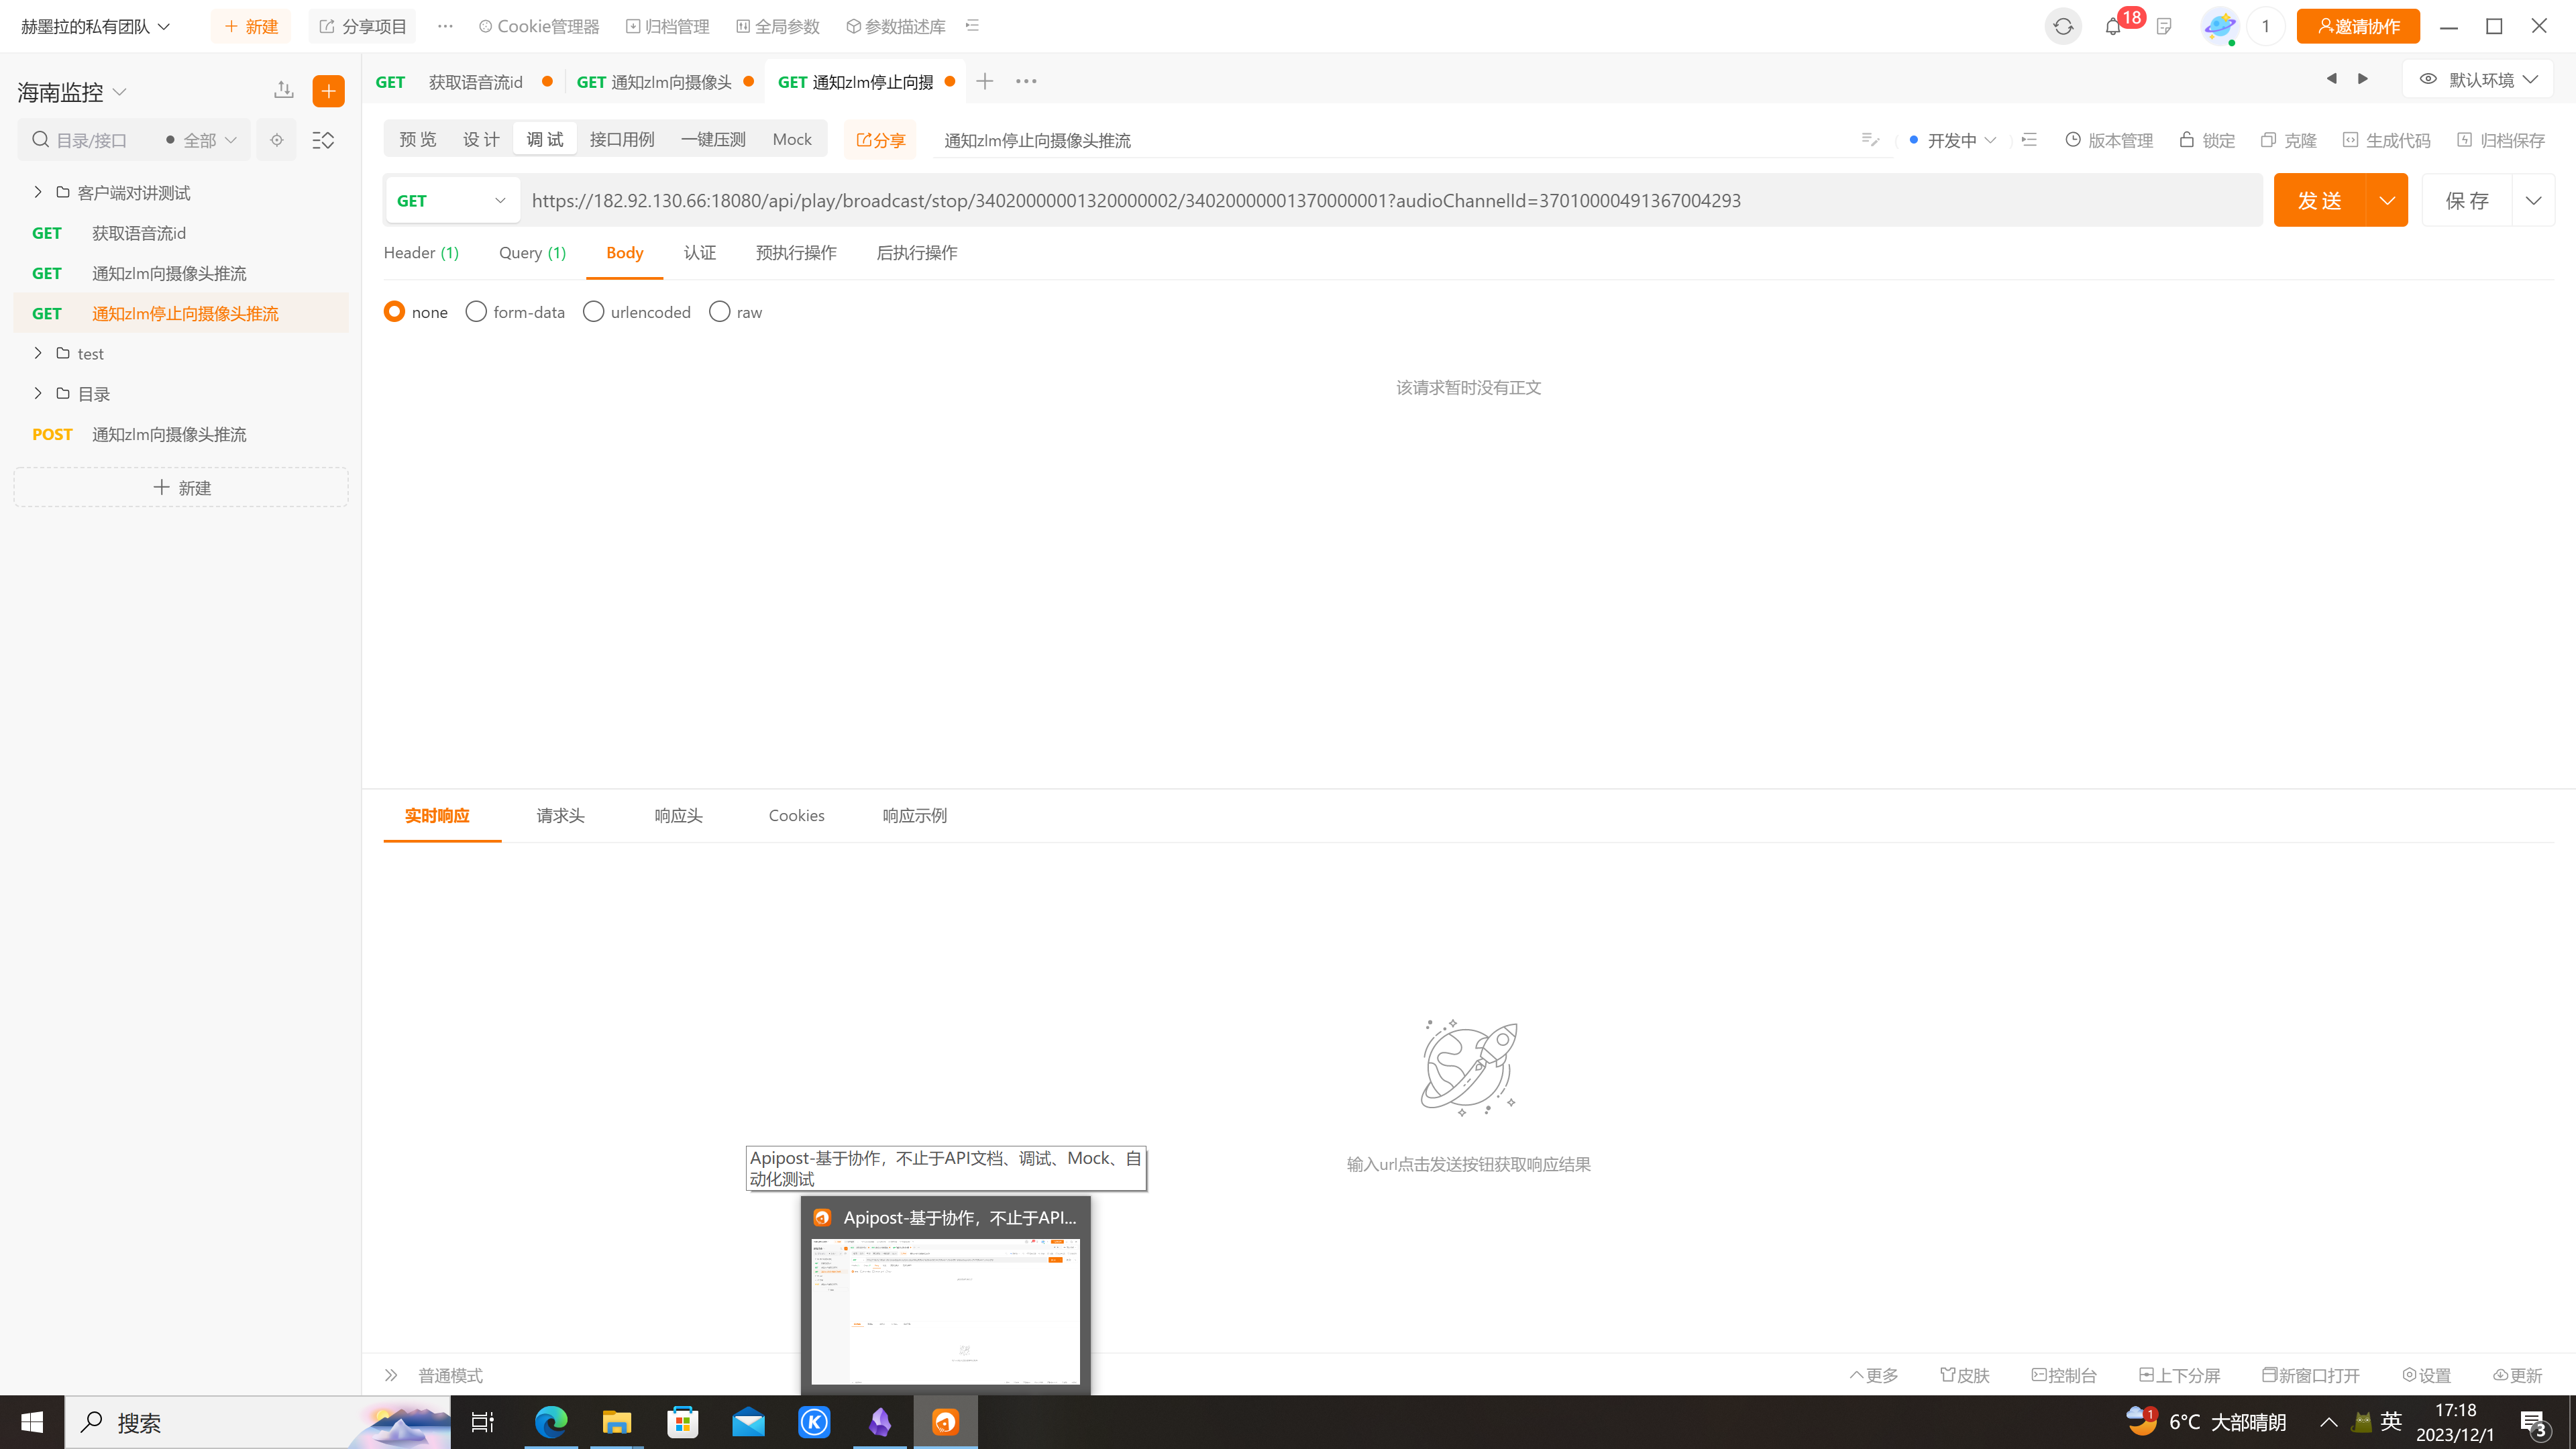 赫墨拉的私有团队 新建 分享项目 Cookie管理器 归档管理 全局参数 参数描述库 18 1 邀请协作
海南监控
GET 获取语音流id GET 通知zlm向摄像头 GET 通知zlm停止向摄 默认环境
目录/接口 全部
预 览 设 计 调 试 接口用例 一键压测 Mock 分享 通知zlm停止向摄像头推流 开发中 版本管理 锁定 克隆 生成代码 归档保存
客户端对讲测试
GET 获取语音流id
GET 通知zlm向摄像头推流
GET 通知zlm停止向摄像头推流
test
目录
POST 通知zlm向摄像头推流
新建
GET https://182.92.130.66:18080/api/play/broadcast/stop/34020000001320000002/34020000001370000001?audioChannelId=37010000491367004293 发 送 保 存
Header (1) Query (1) Body 认证 预执行操作 后执行操作
none form-data urlencoded raw
该请求暂时没有正文
实时响应 请求头 响应头 Cookies 响应示例
输入url点击发送按钮获取响应结果
Apipost-基于协作，不止于API文档、调试、Mock、自
动化测试
Apipost-基于协作，不止于API...
普通模式 更多 皮肤 控制台 上下分屏 新窗口打开 设置 更新
搜索 1 6°C 大部晴朗 英 17:18
2023/12/1 3